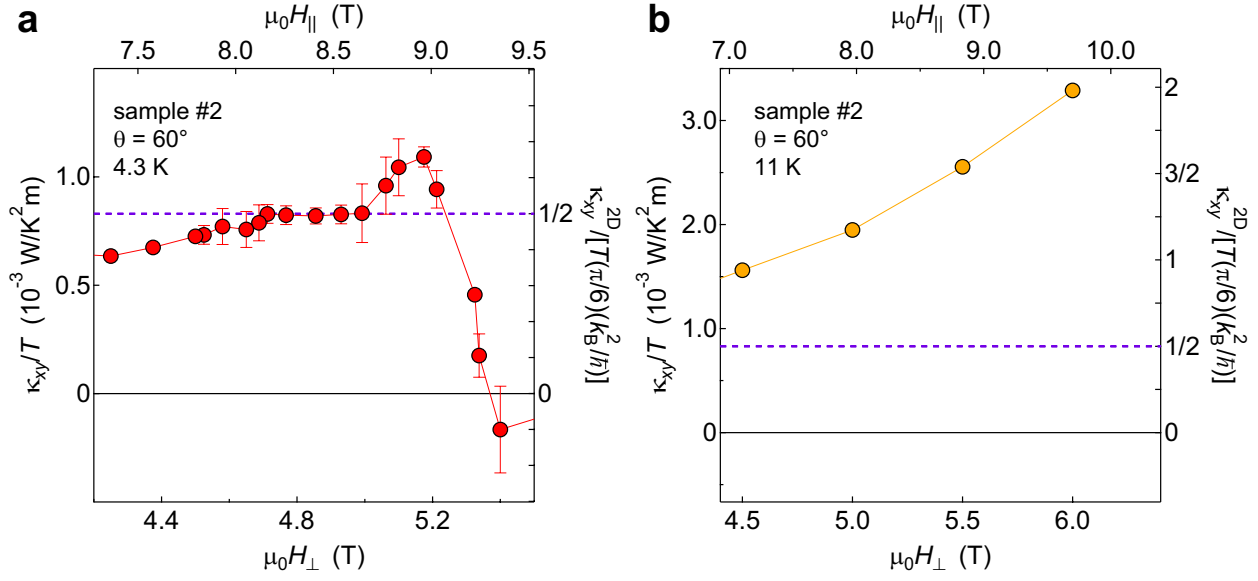 a
μ₀H|| (T)
7.5 8.0 8.5 9.0 9.5
sample #2
θ = 60°
4.3 K
κxy/T (10⁻³ W/K²m)
1.0
0.5
0
1/2
0
κxy²ᴰ/[T(π/6)(kB²/ħ)]
4.4 4.8 5.2
μ₀H⊥ (T)
b
μ₀H|| (T)
7.0 8.0 9.0 10.0
sample #2
θ = 60°
11 K
κxy/T (10⁻³ W/K²m)
3.0
2.0
1.0
0
2
3/2
1
1/2
0
κxy²ᴰ/[T(π/6)(kB²/ħ)]
4.5 5.0 5.5 6.0
μ₀H⊥ (T)